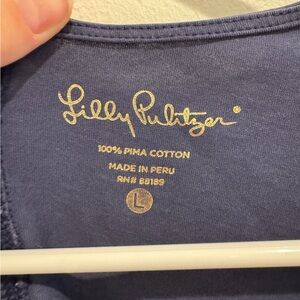 Lilly Pulitzer®
100% PIMA COTTON
MADE IN PERU
RN# 88189
L